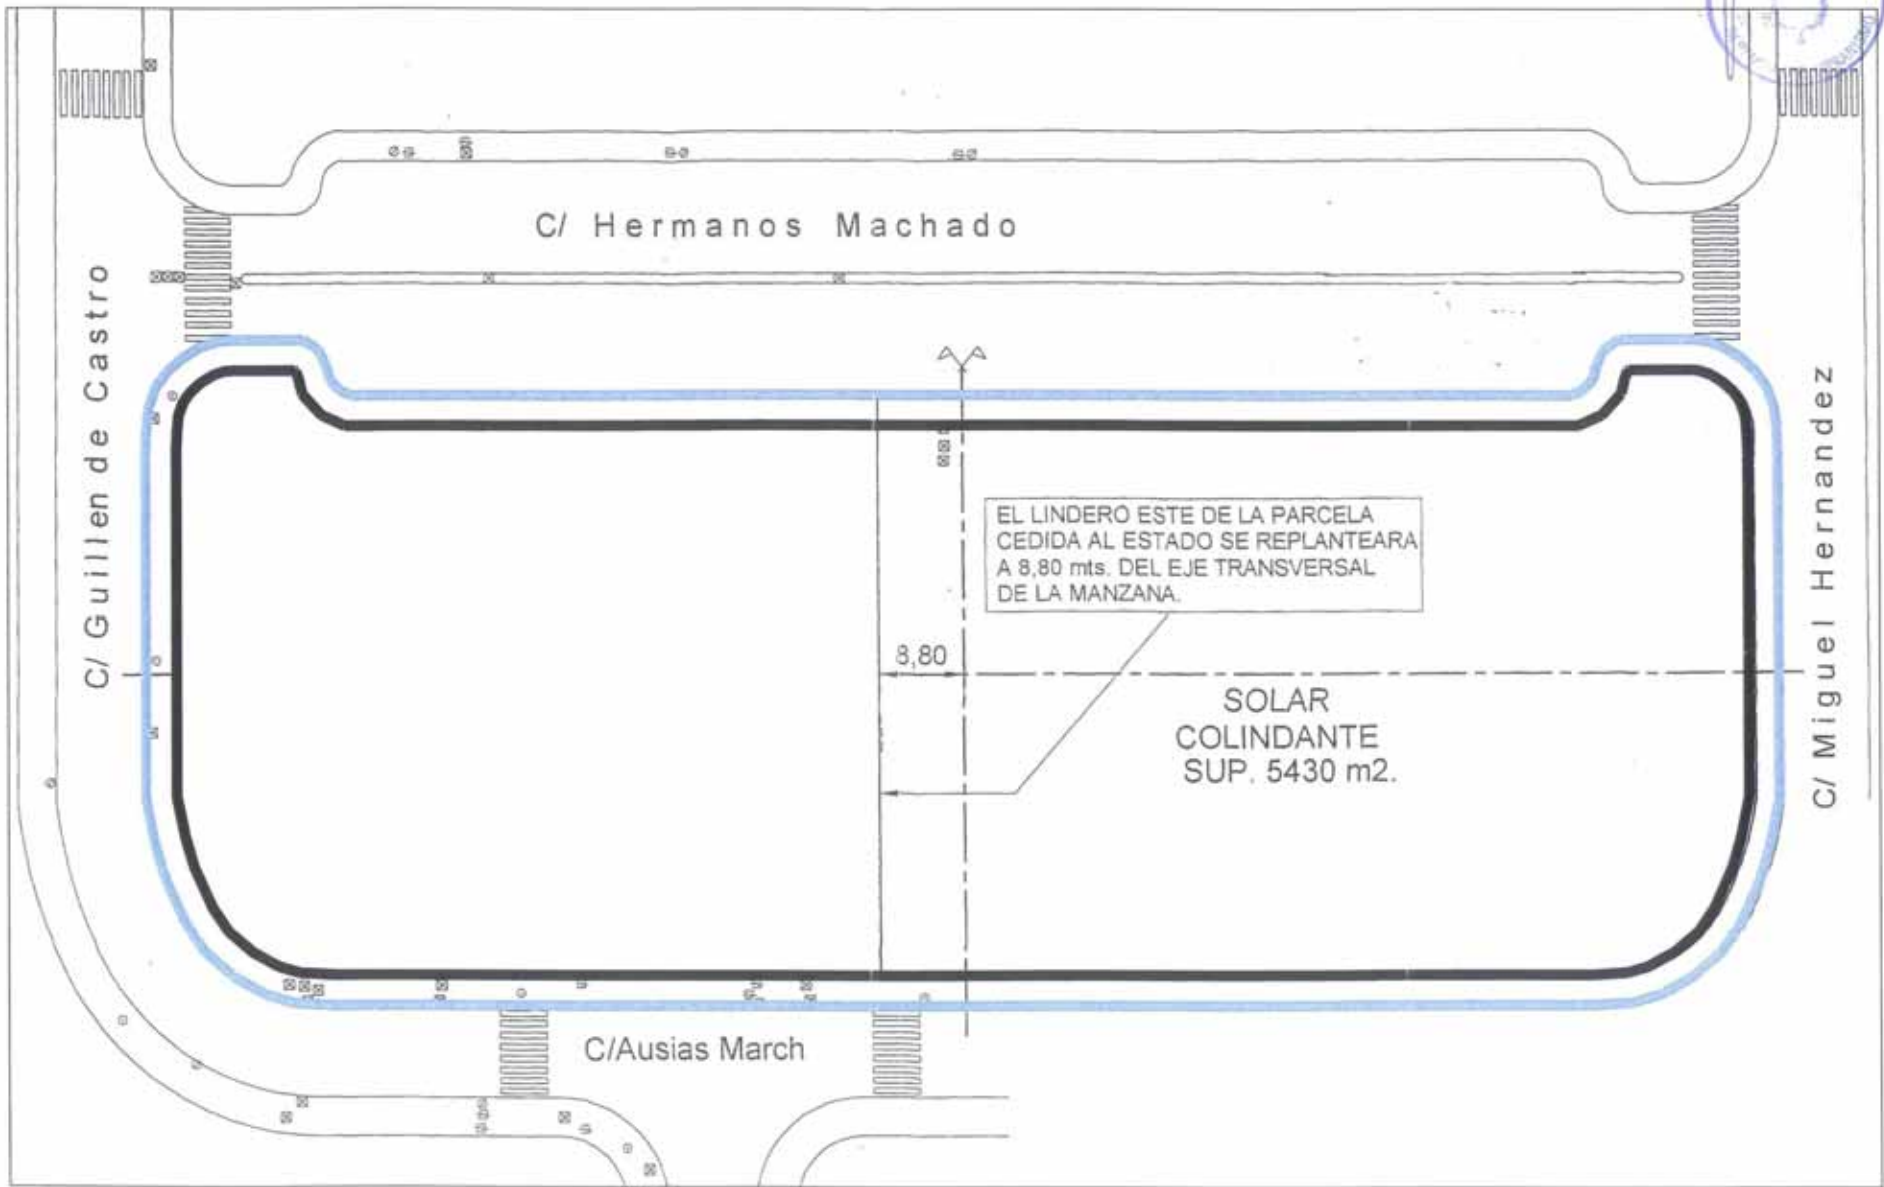 C/ Hermanos Machado
C/ Guillen de Castro
C/ Miguel Hernandez
EL LINDERO ESTE DE LA PARCELA
CEDIDA AL ESTADO SE REPLANTEARA
A 8,80 mts. DEL EJE TRANSVERSAL
DE LA MANZANA.
8,80
SOLAR
COLINDANTE
SUP. 5430 m2.
C/Ausias March